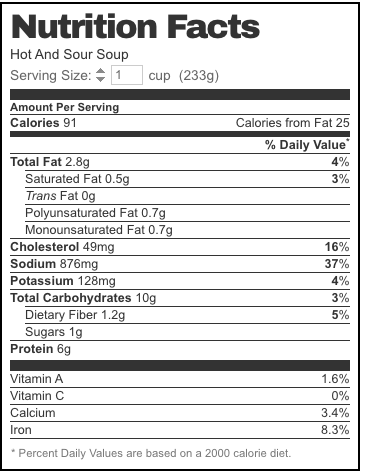 Nutrition Facts
Hot And Sour Soup
Serving Size: 1 cup (233g)
Amount Per Serving
Calories 91 Calories from Fat 25
% Daily Value*
Total Fat 2.8g 4%
Saturated Fat 0.5g 3%
Trans Fat 0g
Polyunsaturated Fat 0.7g
Monounsaturated Fat 0.7g
Cholesterol 49mg 16%
Sodium 876mg 37%
Potassium 128mg 4%
Total Carbohydrates 10g 3%
Dietary Fiber 1.2g 5%
Sugars 1g
Protein 6g
Vitamin A 1.6%
Vitamin C 0%
Calcium 3.4%
Iron 8.3%
* Percent Daily Values are based on a 2000 calorie diet.